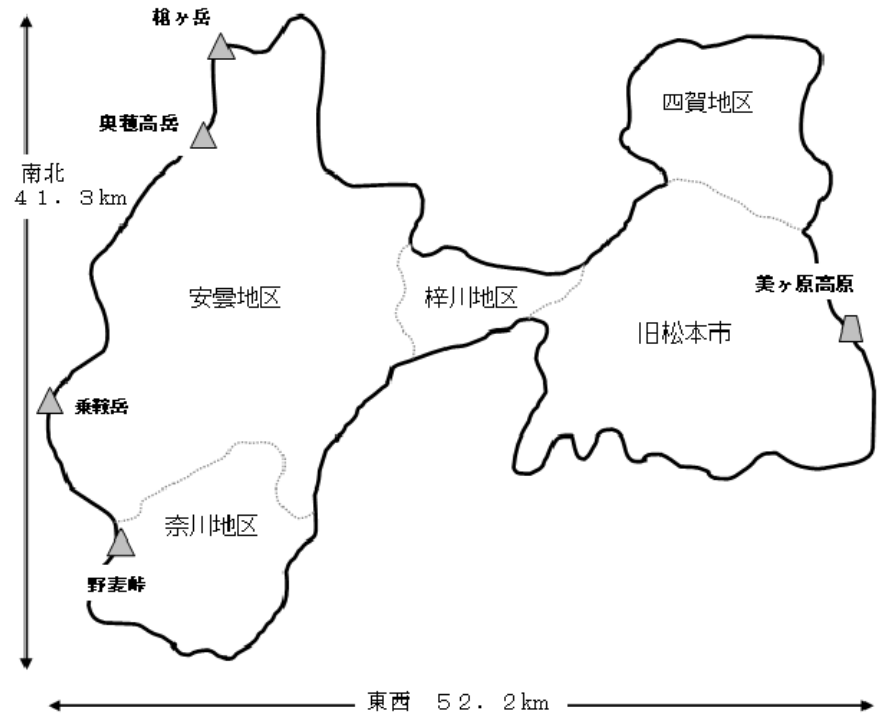 槍ヶ岳
奥穂高岳
四賀地区
南北
４１．３km
美ヶ原高原
安曇地区
梓川地区
旧松本市
乗鞍岳
奈川地区
野麦峠
東西　５２．２km